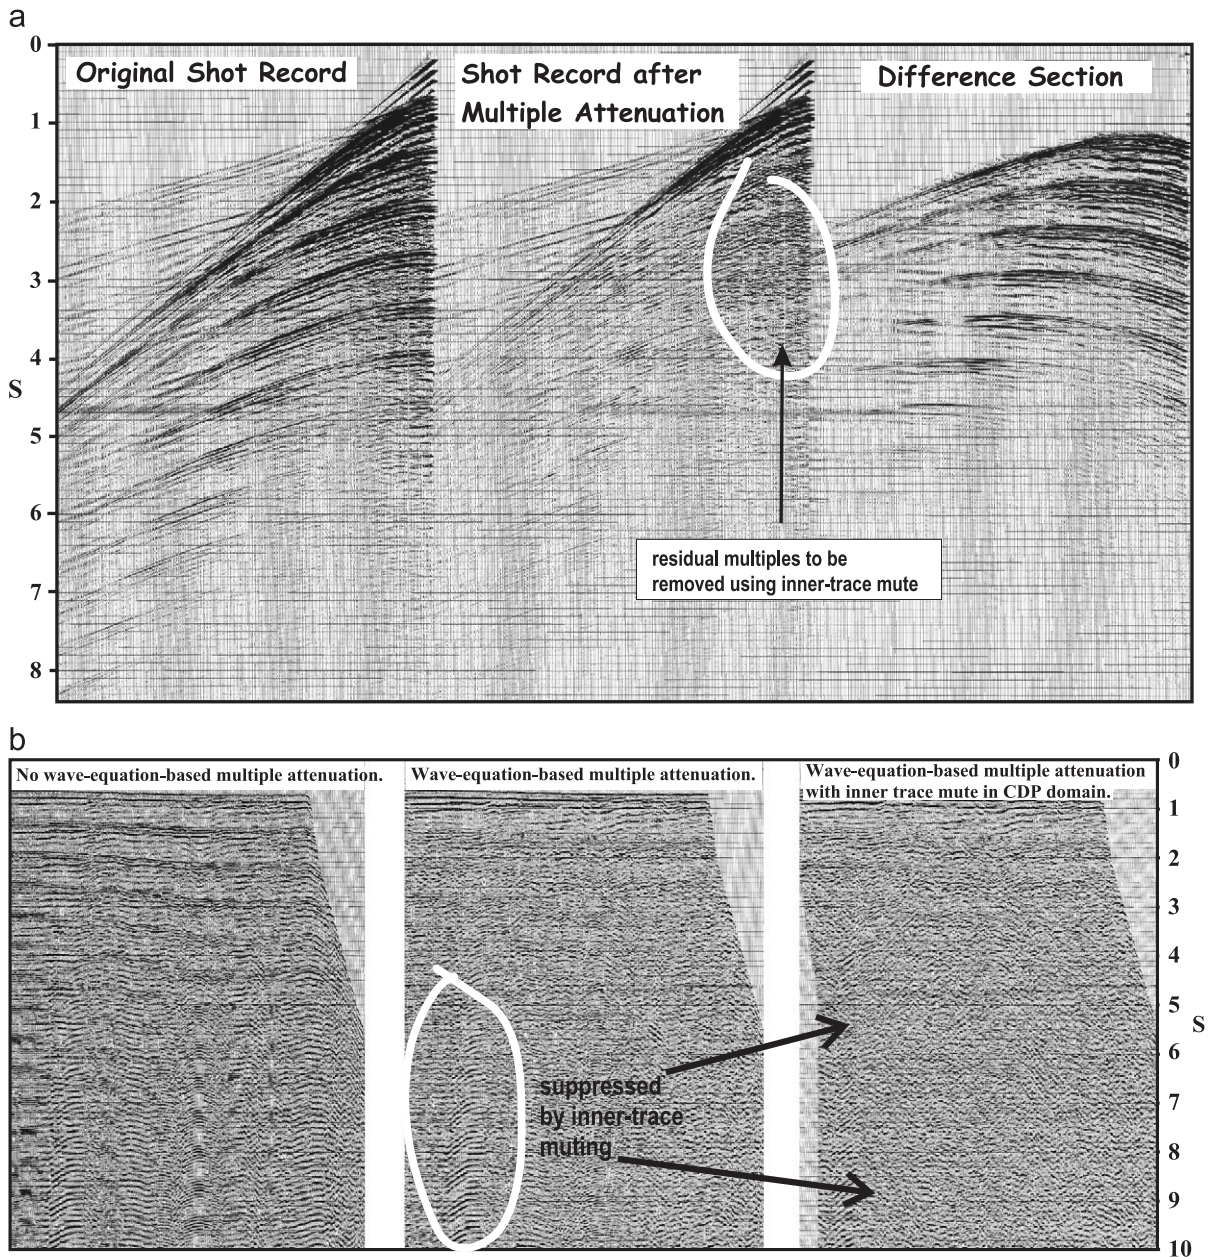 a
0
Original Shot Record
Shot Record after
Multiple Attenuation
Difference Section
1
2
3
4
S
5
6
7
8
residual multiples to be
removed using inner-trace mute
b
No wave-equation-based multiple attenuation.
Wave-equation-based multiple attenuation.
Wave-equation-based multiple attenuation
with inner trace mute in CDP domain.
0
1
2
3
4
5
S
6
7
8
9
10
suppressed
by inner-trace
muting